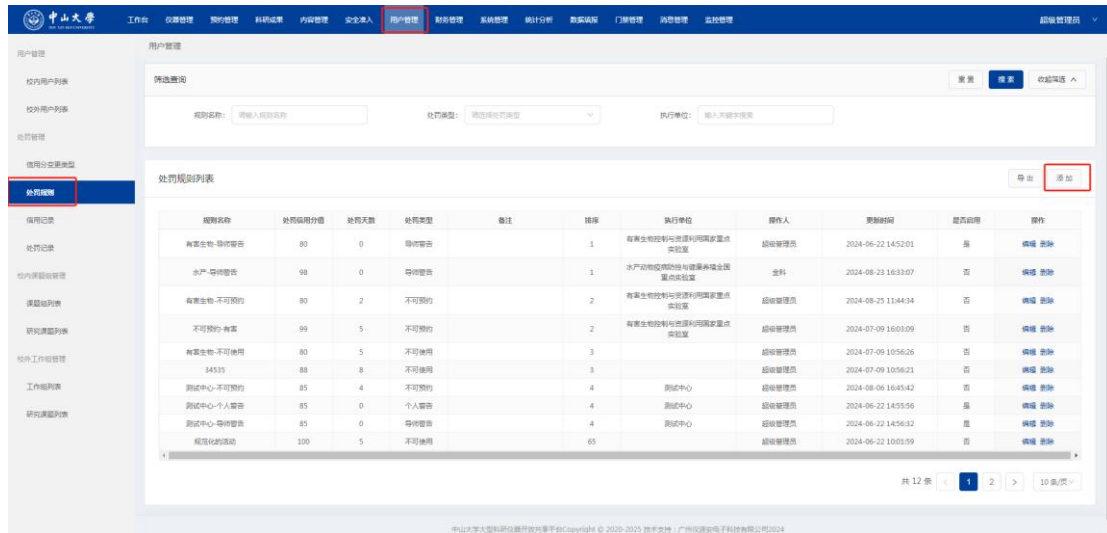 中山大學
工作台 仪器管理 预约管理 科研成果 内容管理 安全准入 用户管理 财务管理 系统管理 统计分析 数据填报 门禁管理 消息管理 监控管理 超级管理员
用户管理
校内用户列表
校外用户列表
处罚管理
信用分变更类型
处罚规则
信用记录
处罚记录
校内课题组管理
课题组列表
研究课题列表
校外工作组管理
工作组列表
研究课题列表
用户管理
筛选查询 重置 搜索 收起筛选
规则名称: 请输入规则名称 处罚类型: 请选择处罚类型 执行单位: 输入关键字搜索
处罚规则列表 导出 添加
规则名称 处罚信用分值 处罚天数 处罚类型 备注 排序 执行单位 操作人 更新时间 是否启用 操作
有害生物-导师警告 80 0 导师警告 1 有害生物控制与资源利用国家重点实验室 超级管理员 2024-06-22 14:52:01 是 编辑 删除
水产-导师警告 98 0 导师警告 1 水产动物疫病防控与健康养殖全国重点实验室 金科 2024-08-23 16:33:07 否 编辑 删除
有害生物-不可预约 80 2 不可预约 2 有害生物控制与资源利用国家重点实验室 超级管理员 2024-08-25 11:44:34 否 编辑 删除
不可预约-有害 99 5 不可预约 2 有害生物控制与资源利用国家重点实验室 超级管理员 2024-07-09 16:03:09 否 编辑 删除
有害生物-不可使用 80 5 不可使用 3 超级管理员 2024-07-09 10:56:26 否 编辑 删除
34535 88 8 不可使用 3 超级管理员 2024-07-09 10:56:21 否 编辑 删除
测试中心-不可预约 85 4 不可预约 4 测试中心 超级管理员 2024-08-06 16:45:42 否 编辑 删除
测试中心-个人警告 85 0 个人警告 4 测试中心 超级管理员 2024-06-22 14:55:56 是 编辑 删除
测试中心-导师警告 85 0 导师警告 4 测试中心 超级管理员 2024-06-22 14:56:32 是 编辑 删除
规范化的活动 100 5 不可使用 65 超级管理员 2024-06-22 10:01:59 否 编辑 删除
共 12 条 1 2 10 条/页
中山大学大型科研仪器开放共享平台Copyright © 2020-2025 技术支持:广州仪速安电子科技有限公司2024